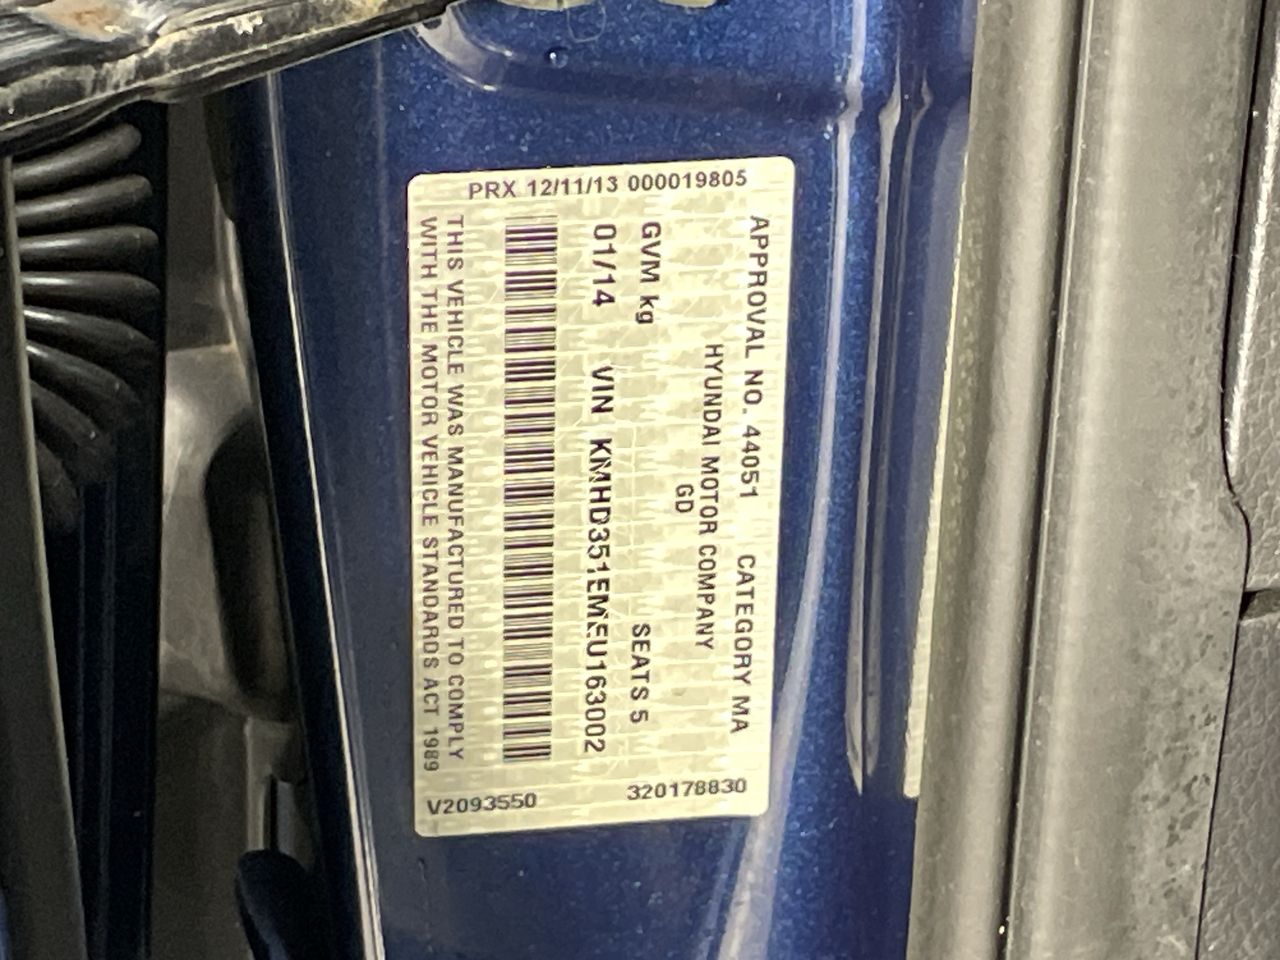 PRX 12/11/13 000019805
APPROVAL NO. 44051 CATEGORY MA
HYUNDAI MOTOR COMPANY
GD
GVM kg SEATS 5
01/14 VIN KMHD351EMEU163002
THIS VEHICLE WAS MANUFACTURED TO COMPLY
WITH THE MOTOR VEHICLE STANDARDS ACT 1989
V2093550 320178830